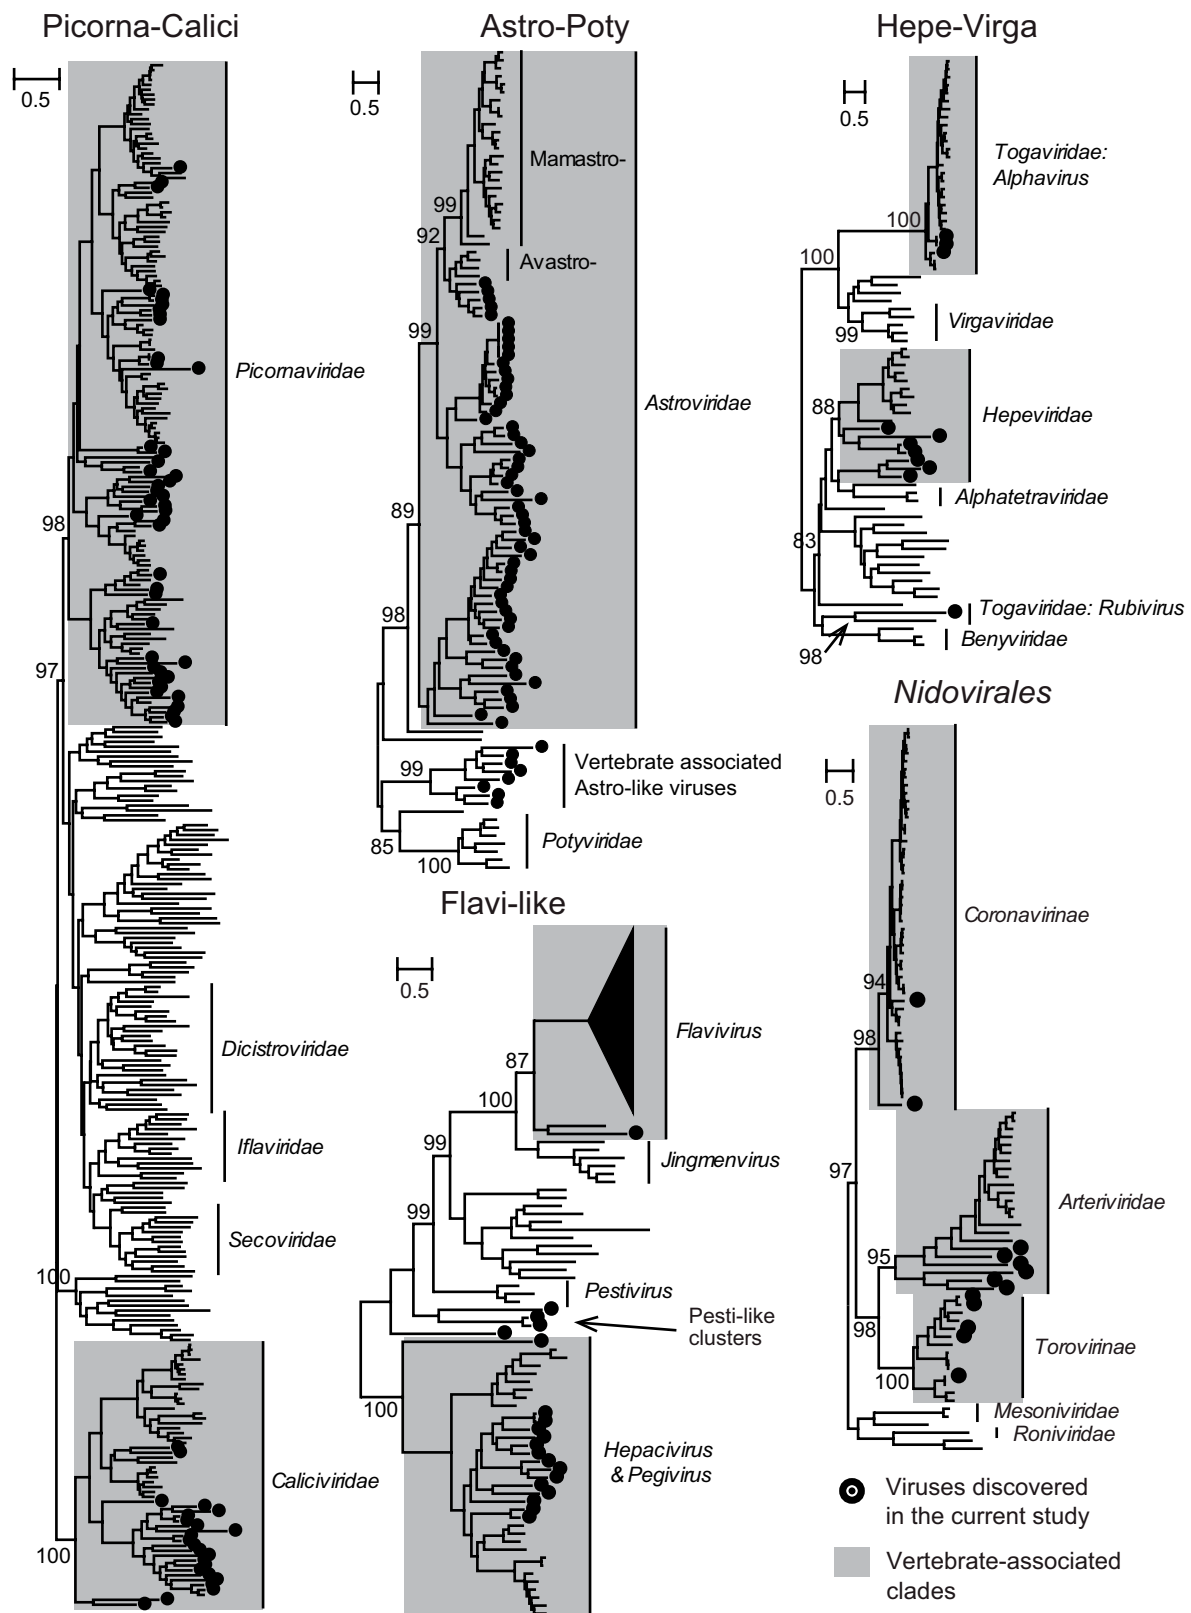 Picorna-Calici
0.5
98
97
100
100
Picornaviridae
Dicistroviridae
Iflaviridae
Secoviridae
Caliciviridae
Astro-Poty
0.5
Mamastro-
99
92
Avastro-
99
Astroviridae
89
98
99
Vertebrate associated
Astro-like viruses
85
100
Potyviridae
Flavi-like
0.5
Flavivirus
87
100
99
Jingmenvirus
99
Pestivirus
Pesti-like
clusters
100
Hepacivirus
& Pegivirus
Hepe-Virga
0.5
Togaviridae:
Alphavirus
100
100
Virgaviridae
99
88
Hepeviridae
Alphatetraviridae
83
Togaviridae: Rubivirus
98
Benyviridae
Nidovirales
0.5
Coronavirinae
94
98
97
Arteriviridae
95
98
Torovirinae
100
Mesoniviridae
Roniviridae
Viruses discovered
in the current study
Vertebrate-associated
clades